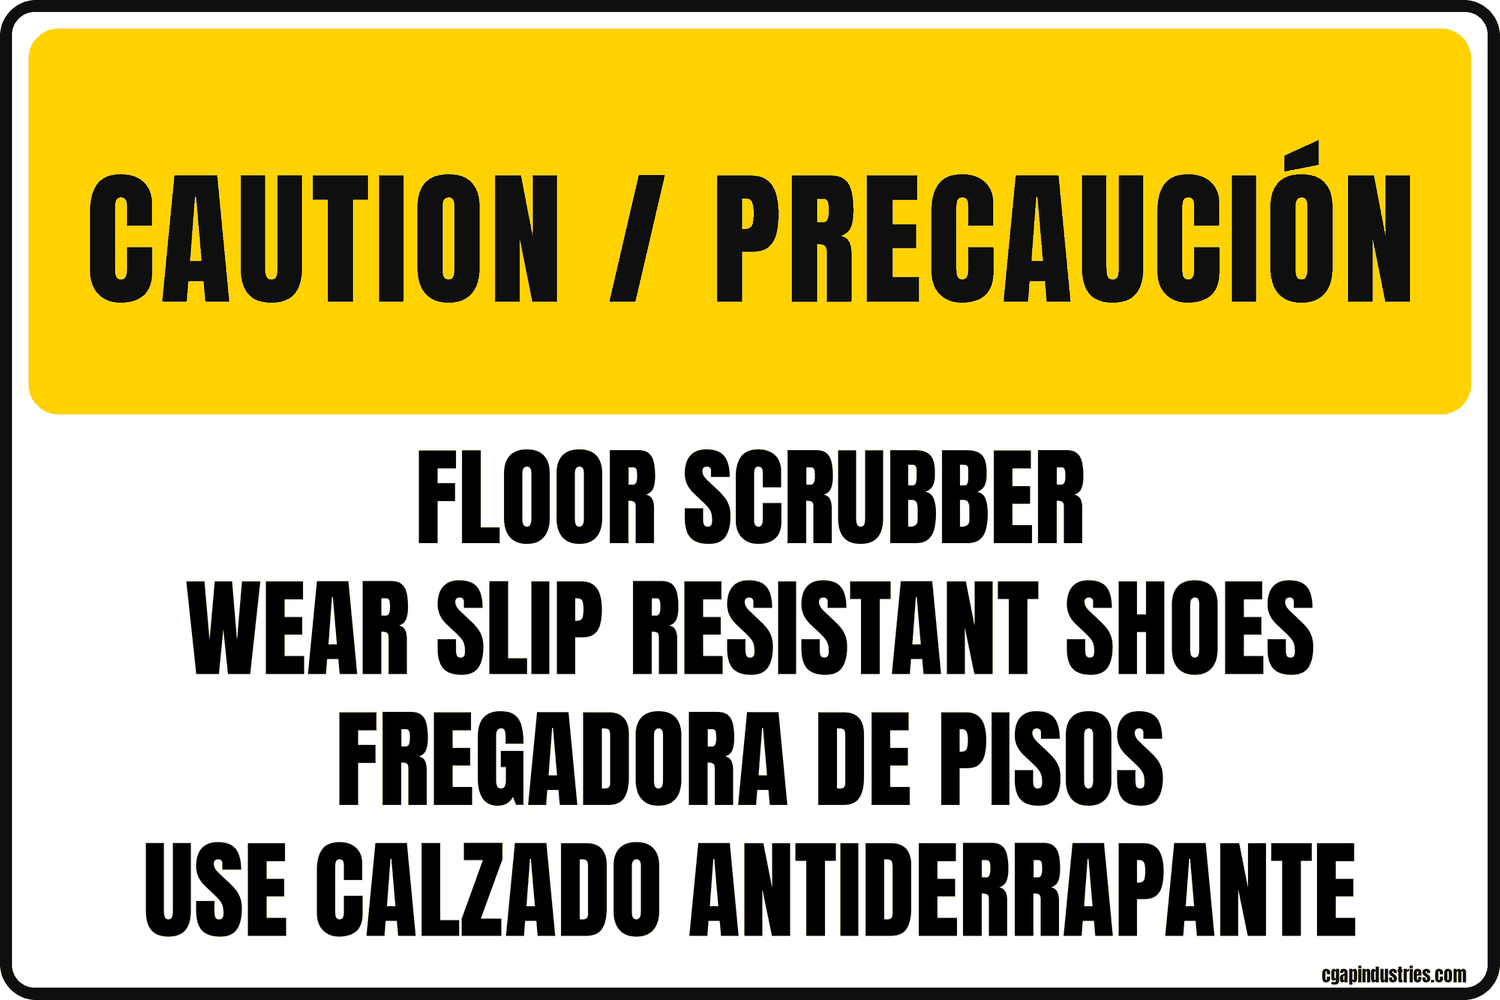 CAUTION / PRECAUCIÓN
FLOOR SCRUBBER
WEAR SLIP RESISTANT SHOES
FREGADORA DE PISOS
USE CALZADO ANTIDERRAPANTE
cgapindustries.com